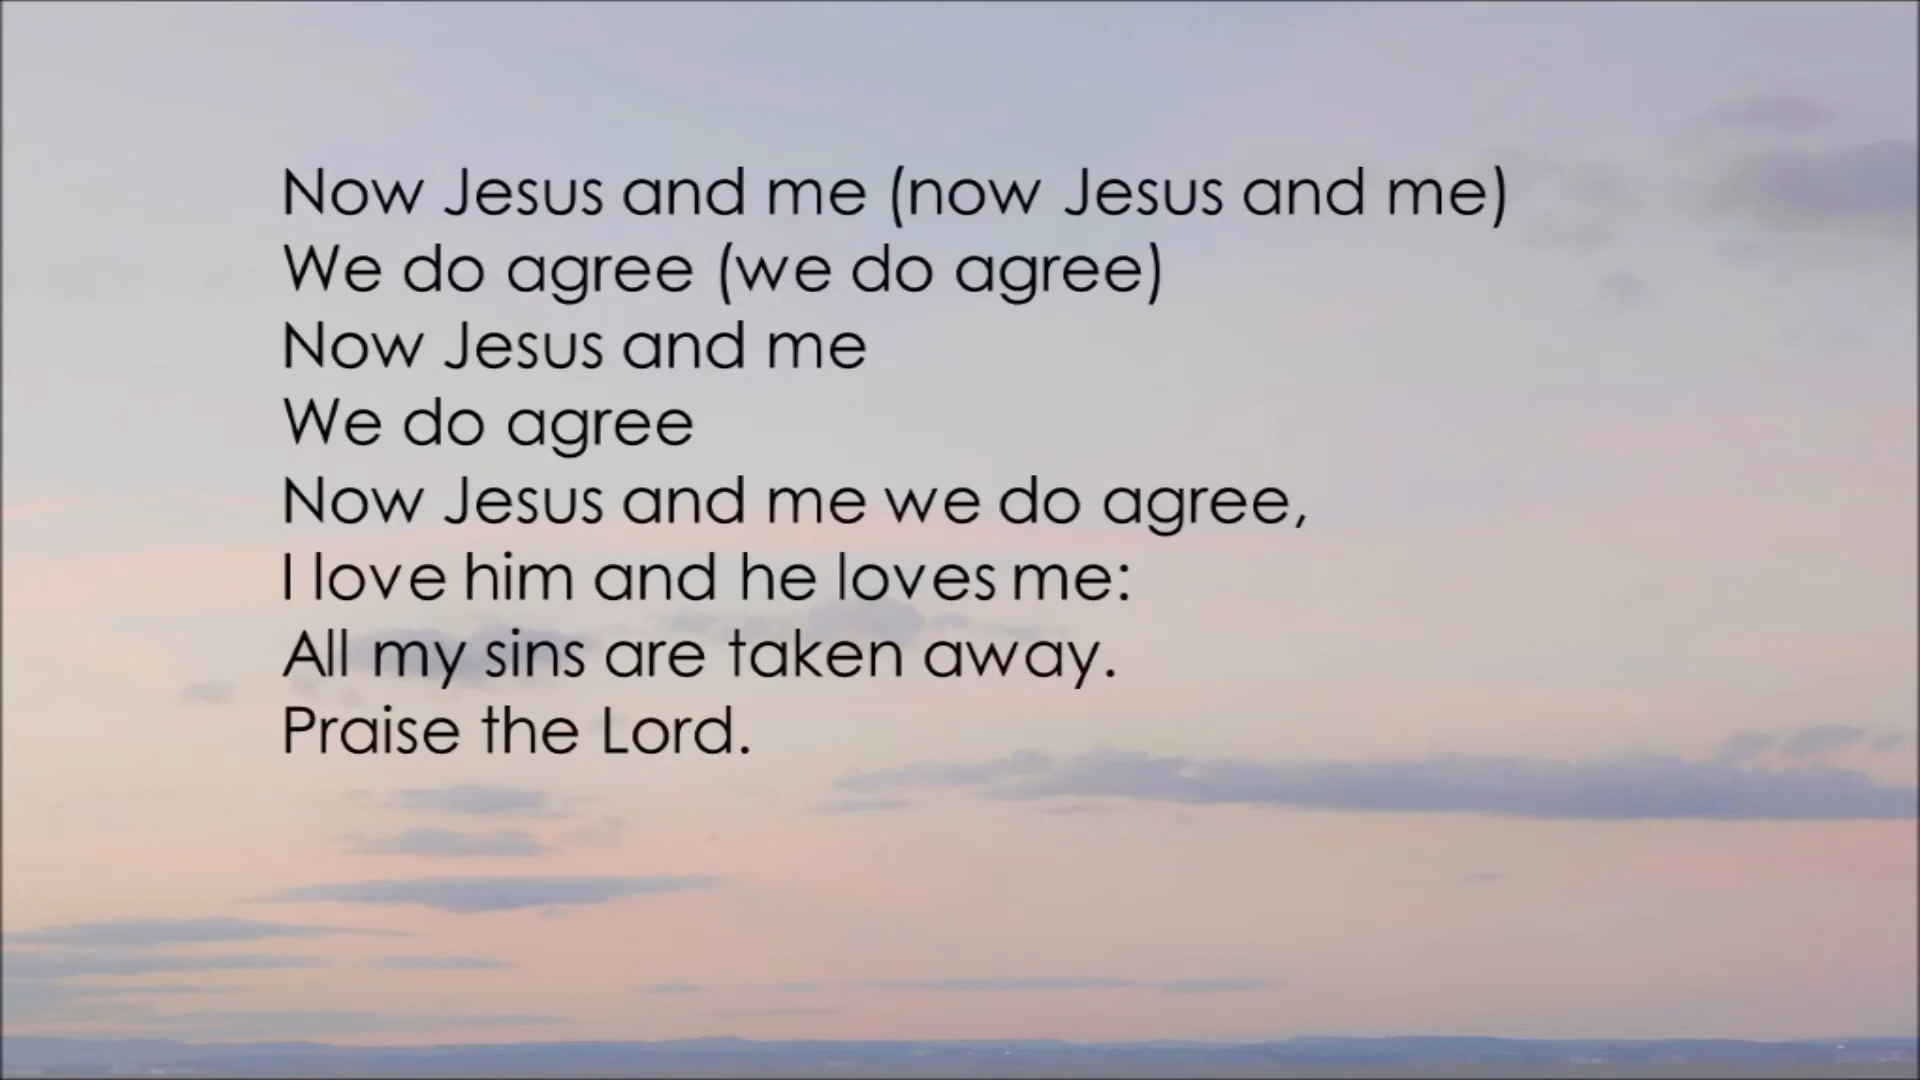 Now Jesus and me (now Jesus and me)
We do agree (we do agree)
Now Jesus and me
We do agree
Now Jesus and me we do agree,
I love him and he loves me:
All my sins are taken away.
Praise the Lord.